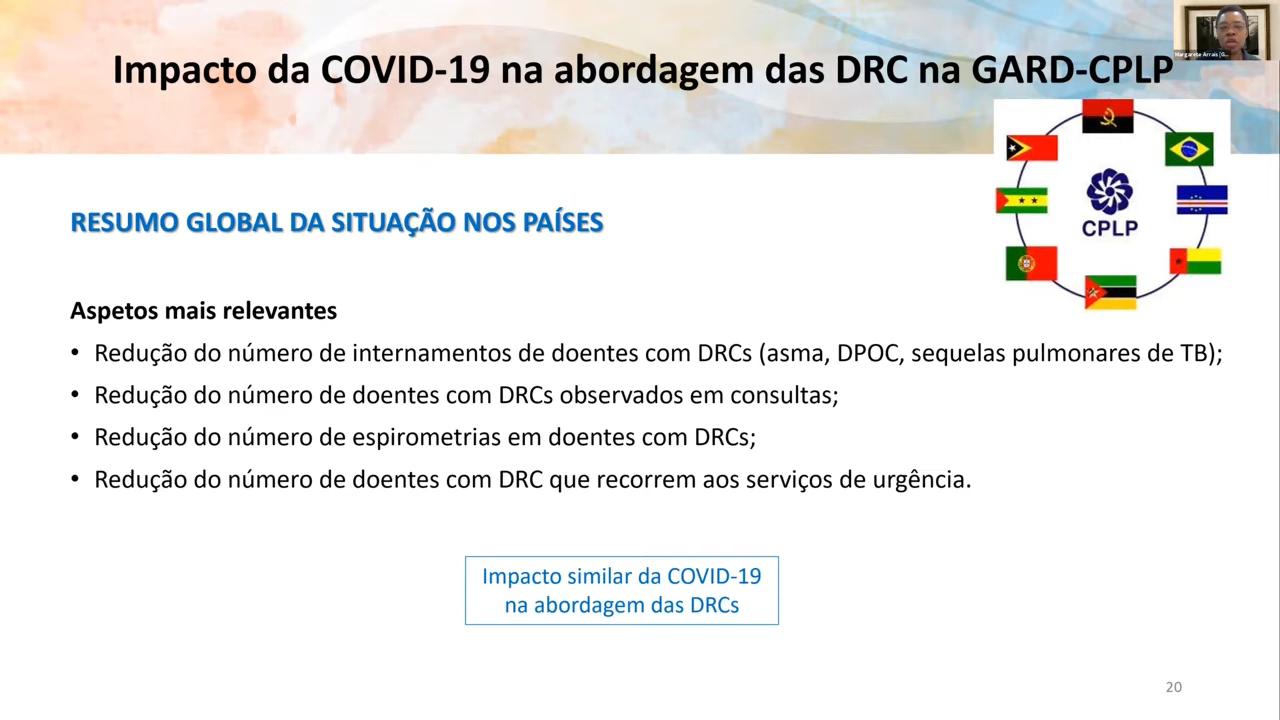 Margarete Arrais [G...
Impacto da COVID-19 na abordagem das DRC na GARD-CPLP
CPLP
RESUMO GLOBAL DA SITUAÇÃO NOS PAÍSES
Aspetos mais relevantes
• Redução do número de internamentos de doentes com DRCs (asma, DPOC, sequelas pulmonares de TB);
• Redução do número de doentes com DRCs observados em consultas;
• Redução do número de espirometrias em doentes com DRCs;
• Redução do número de doentes com DRC que recorrem aos serviços de urgência.
Impacto similar da COVID-19
na abordagem das DRCs
20